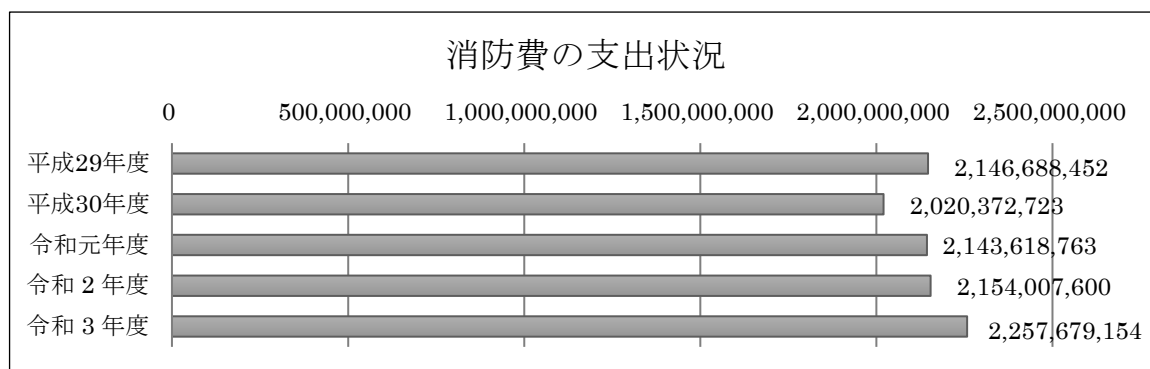 消防費の支出状況
0 500,000,000 1,000,000,000 1,500,000,000 2,000,000,000 2,500,000,000
平成29年度 2,146,688,452
平成30年度 2,020,372,723
令和元年度 2,143,618,763
令和２年度 2,154,007,600
令和３年度 2,257,679,154